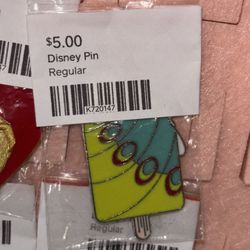 $5.00
Disney Pin
Regular
K720147
Regular